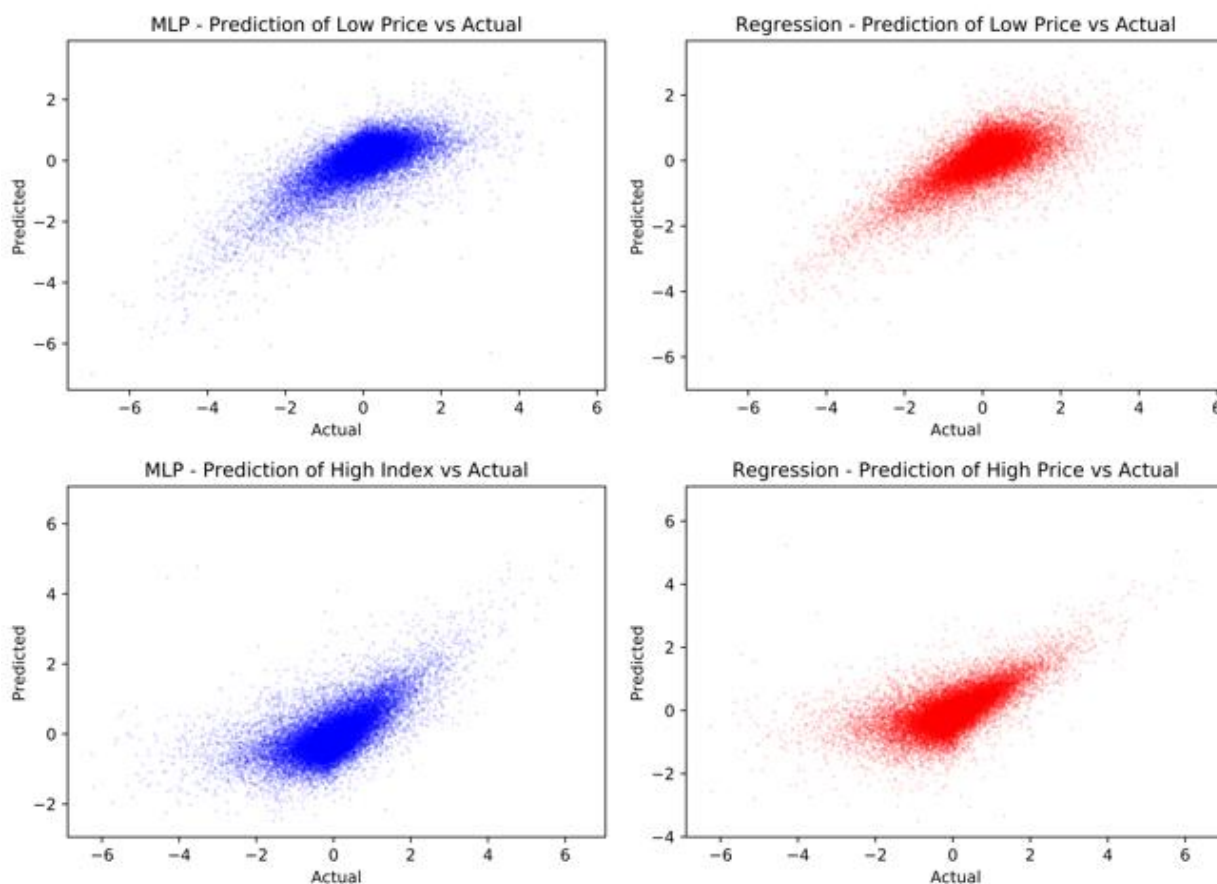 MLP - Prediction of Low Price vs Actual
Predicted
2
0
−2
−4
−6
−6 −4 −2 0 2 4 6
Actual
Regression - Prediction of Low Price vs Actual
Predicted
2
0
−2
−4
−6
−6 −4 −2 0 2 4 6
Actual
MLP - Prediction of High Index vs Actual
Predicted
6
4
2
0
−2
−6 −4 −2 0 2 4 6
Actual
Regression - Prediction of High Price vs Actual
Predicted
6
4
2
0
−2
−4
−6 −4 −2 0 2 4 6
Actual